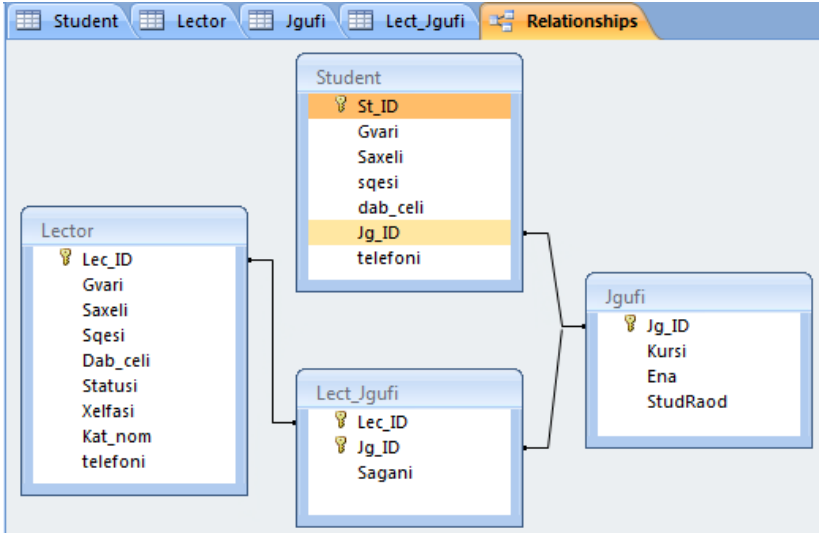 Student Lector Jgufi Lect_Jgufi Relationships
Student
St_ID
Gvari
Saxeli
sqesi
dab_celi
Jg_ID
telefoni
Lector
Lec_ID
Gvari
Saxeli
Sqesi
Dab_celi
Statusi
Xelfasi
Kat_nom
telefoni
Lect_Jgufi
Lec_ID
Jg_ID
Sagani
Jgufi
Jg_ID
Kursi
Ena
StudRaod